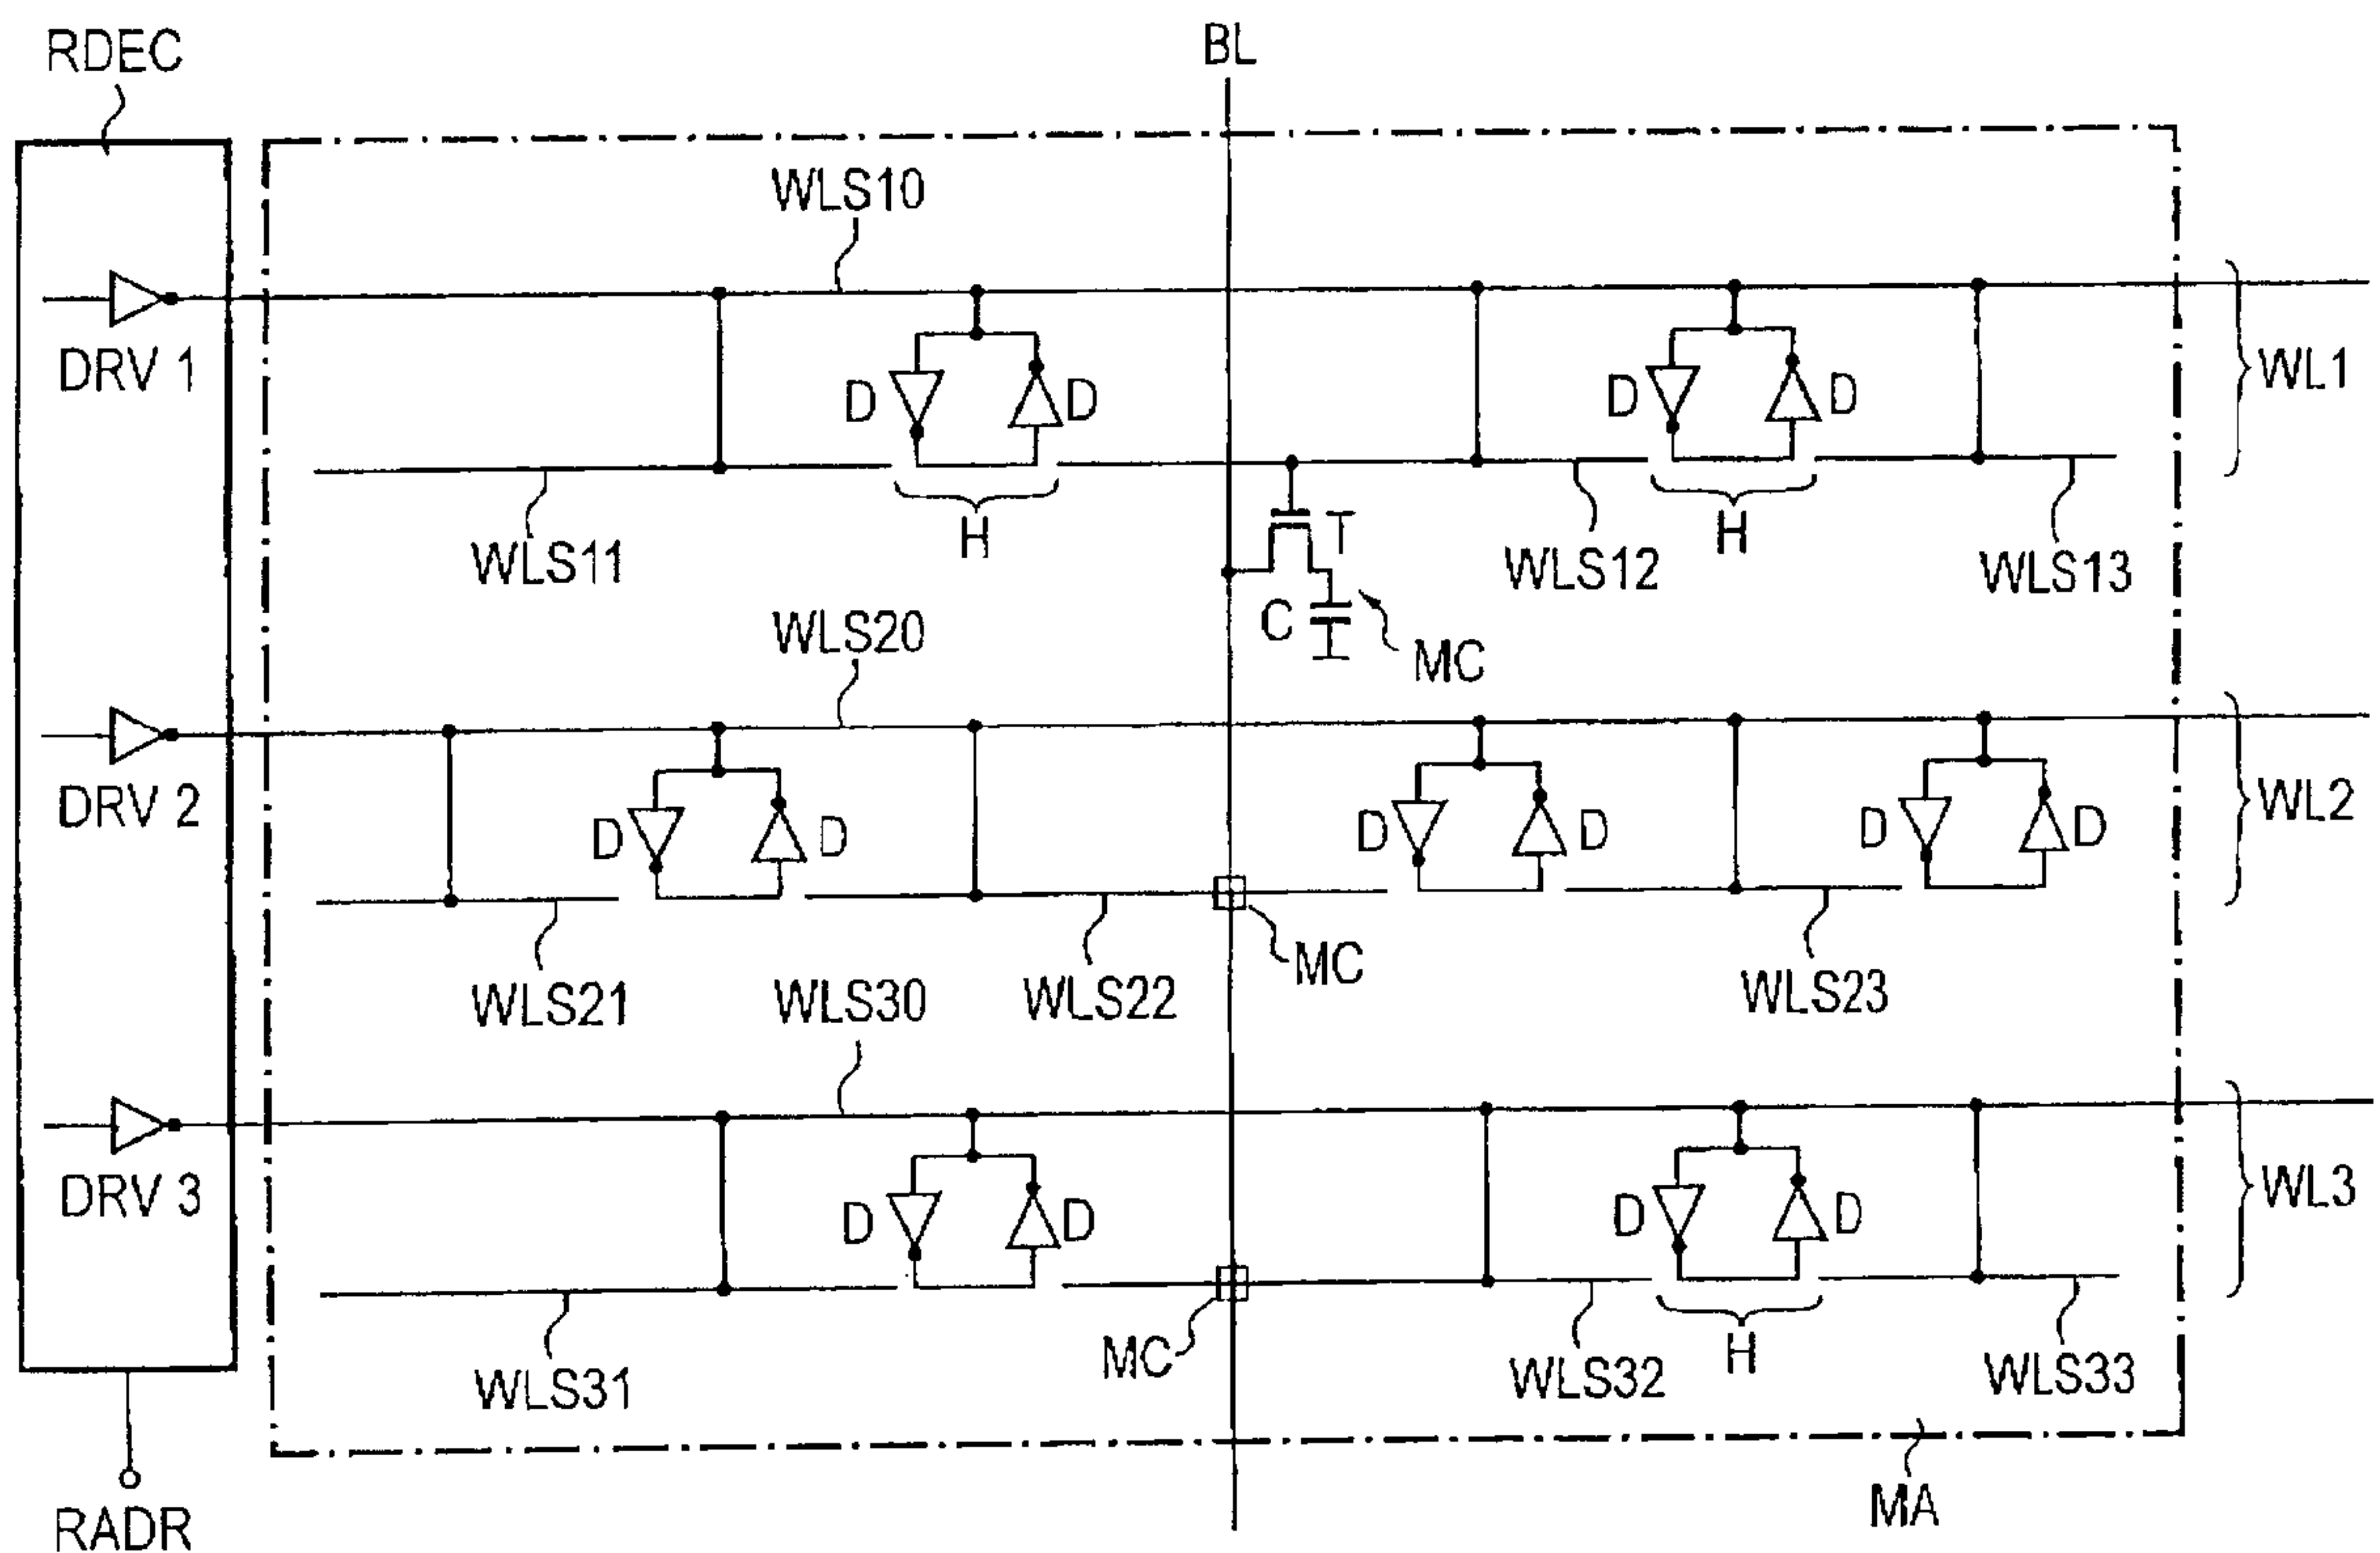 RDEC
BL
WLS10
DRV 1
D D
D D
WL1
H
H
WLS11
T
WLS12
WLS13
C
MC
WLS20
DRV 2
D D
D D
D D
WL2
MC
WLS21
WLS22
WLS23
WLS30
DRV 3
D D
D D
WL3
MC
H
WLS31
WLS32
WLS33
RADR
MA